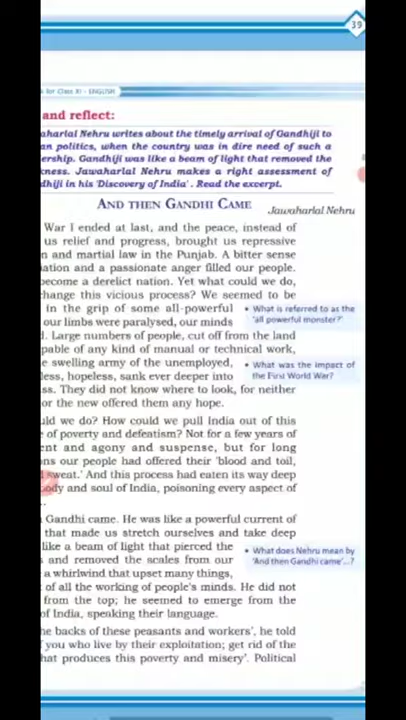 39
for Class XI - ENGLISH
and reflect:
aharlal Nehru writes about the timely arrival of Gandhiji to
an politics, when the country was in dire need of such a
ership. Gandhiji was like a beam of light that removed the
kness. Jawaharlal Nehru makes a right assessment of
dhiji in his 'Discovery of India'. Read the excerpt.
AND THEN GANDHI CAME
Jawaharlal Nehru
War I ended at last, and the peace, instead of
us relief and progress, brought us repressive
n and martial law in the Punjab. A bitter sense
ation and a passionate anger filled our people.
become a derelict nation. Yet what could we do,
hange this vicious process? We seemed to be
in the grip of some all-powerful
our limbs were paralysed, our minds
d. Large numbers of people, cut off from the land
pable of any kind of manual or technical work,
e swelling army of the unemployed,
less, hopeless, sank ever deeper into
ss. They did not know where to look, for neither
or the new offered them any hope.
• What is referred to as the
'all powerful monster?'
• What was the impact of
the First World War?
uld we do? How could we pull India out of this
e of poverty and defeatism? Not for a few years of
ent and agony and suspense, but for long
ons our people had offered their 'blood and toil,
sweat.' And this process had eaten its way deep
ody and soul of India, poisoning every aspect of
..
Gandhi came. He was like a powerful current of
that made us stretch ourselves and take deep
like a beam of light that pierced the
and removed the scales from our
a whirlwind that upset many things,
t of all the working of people's minds. He did not
from the top; he seemed to emerge from the
of India, speaking their language.
• What does Nehru mean by
'And then Gandhi came'...?
he backs of these peasants and workers', he told
f you who live by their exploitation; get rid of the
hat produces this poverty and misery'. Political